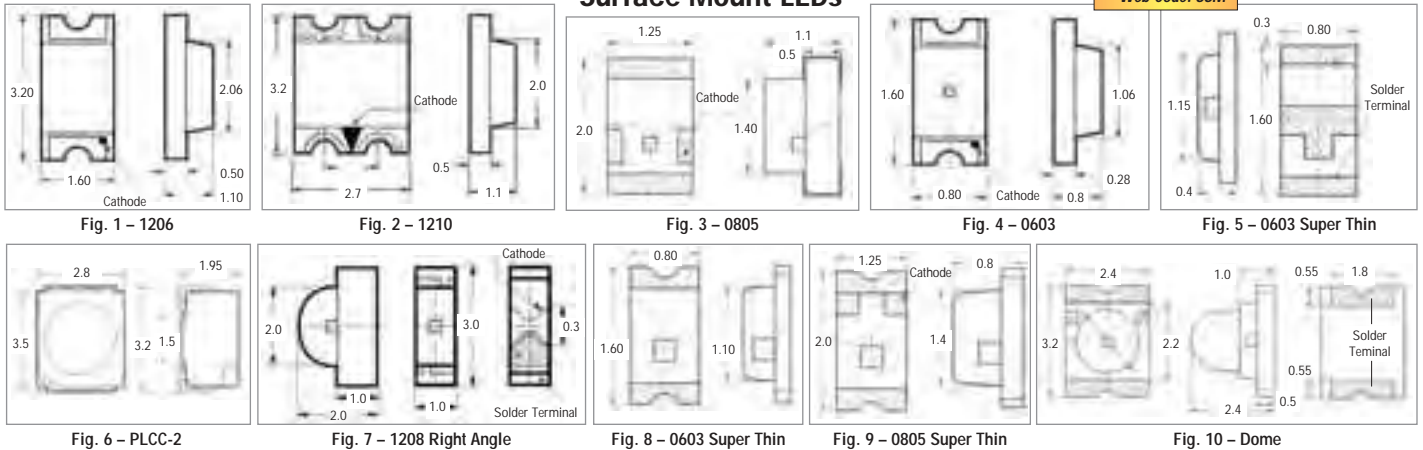 Surface Mount LEDs
3.20
2.06
1.60
0.50
Cathode
1.10
Fig. 1 – 1206
3.2
Cathode
2.0
0.5
2.7
1.1
Fig. 2 – 1210
1.25
1.1
0.5
Cathode
2.0
1.40
Fig. 3 – 0805
1.60
1.06
0.28
0.80
0.8
Cathode
Fig. 4 – 0603
0.3
0.80
1.15
1.60
Solder
Terminal
0.4
Fig. 5 – 0603 Super Thin
2.8
1.95
3.5
3.2
1.5
Fig. 6 – PLCC-2
Cathode
2.0
3.0
0.3
1.0
2.0
1.0
Solder Terminal
Fig. 7 – 1208 Right Angle
0.80
1.60
1.10
Fig. 8 – 0603 Super Thin
1.25
Cathode
0.8
2.0
1.4
Fig. 9 – 0805 Super Thin
2.4
1.0
0.55
1.8
3.2
2.2
Solder
Teminal
0.55
2.4
0.5
Fig. 10 – Dome